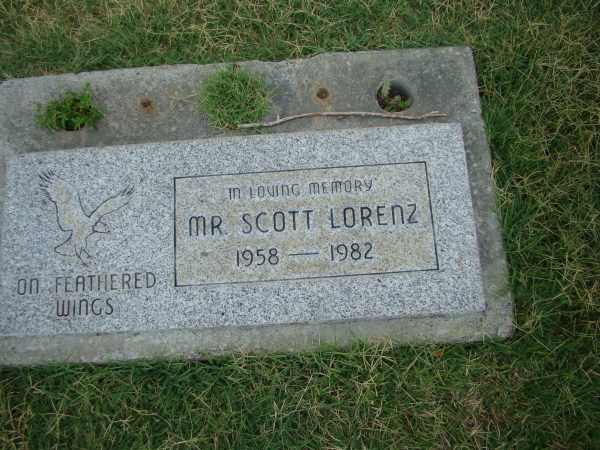 IN LOVING MEMORY
MR. SCOTT LORENZ
1958 — 1982
ON FEATHERED
WINGS